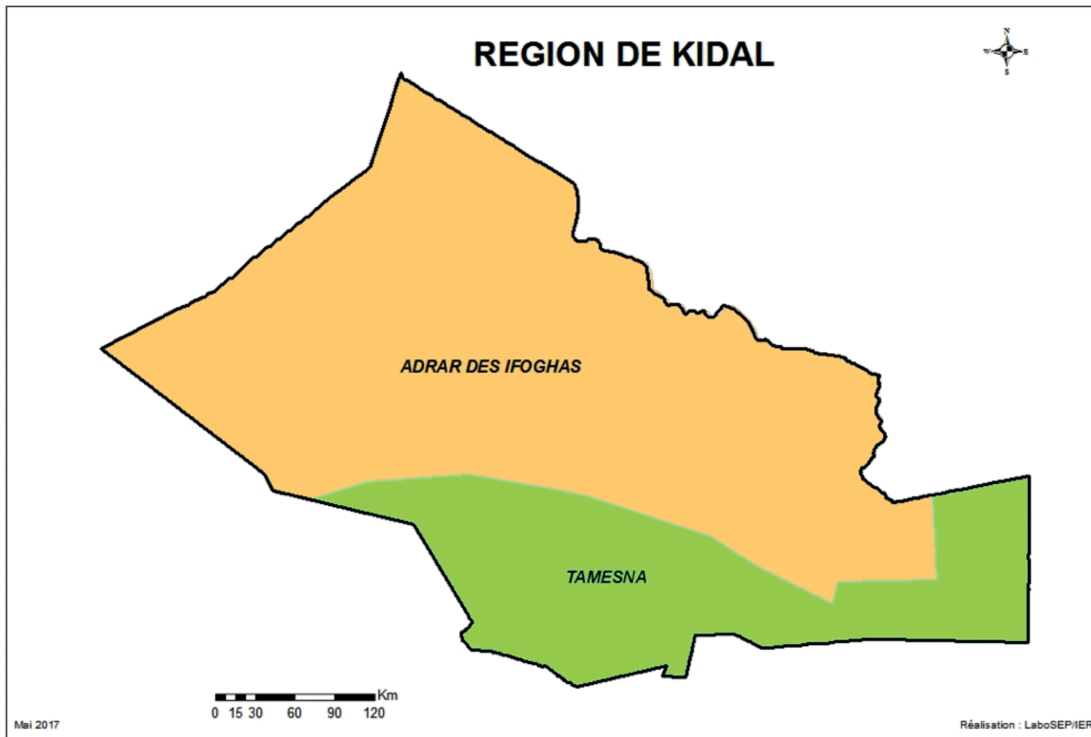 REGION DE KIDAL
N
W E
S
ADRAR DES IFOGHAS
TAMESNA
Km
0 15 30 60 90 120
Mai 2017
Réalisation : LaboSEP/IER